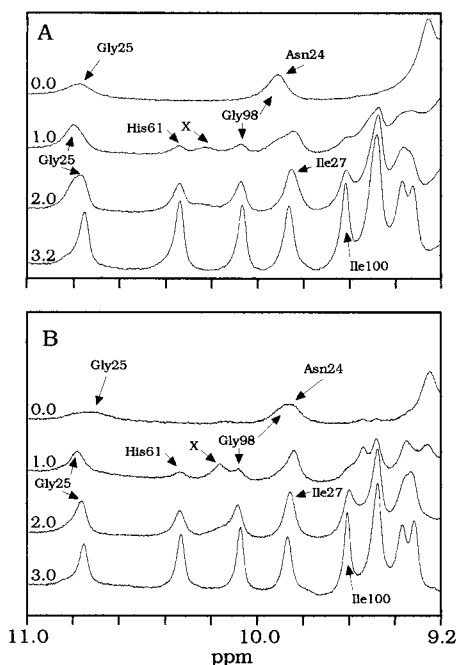 A
Gly25
Asn24
0.0
His61
X
Gly98
1.0
Gly25
Ile27
2.0
3.2
Ile100
B
Gly25
Asn24
0.0
His61
X
Gly98
1.0
Gly25
Ile27
2.0
3.0
Ile100
11.0
10.0
9.2
ppm